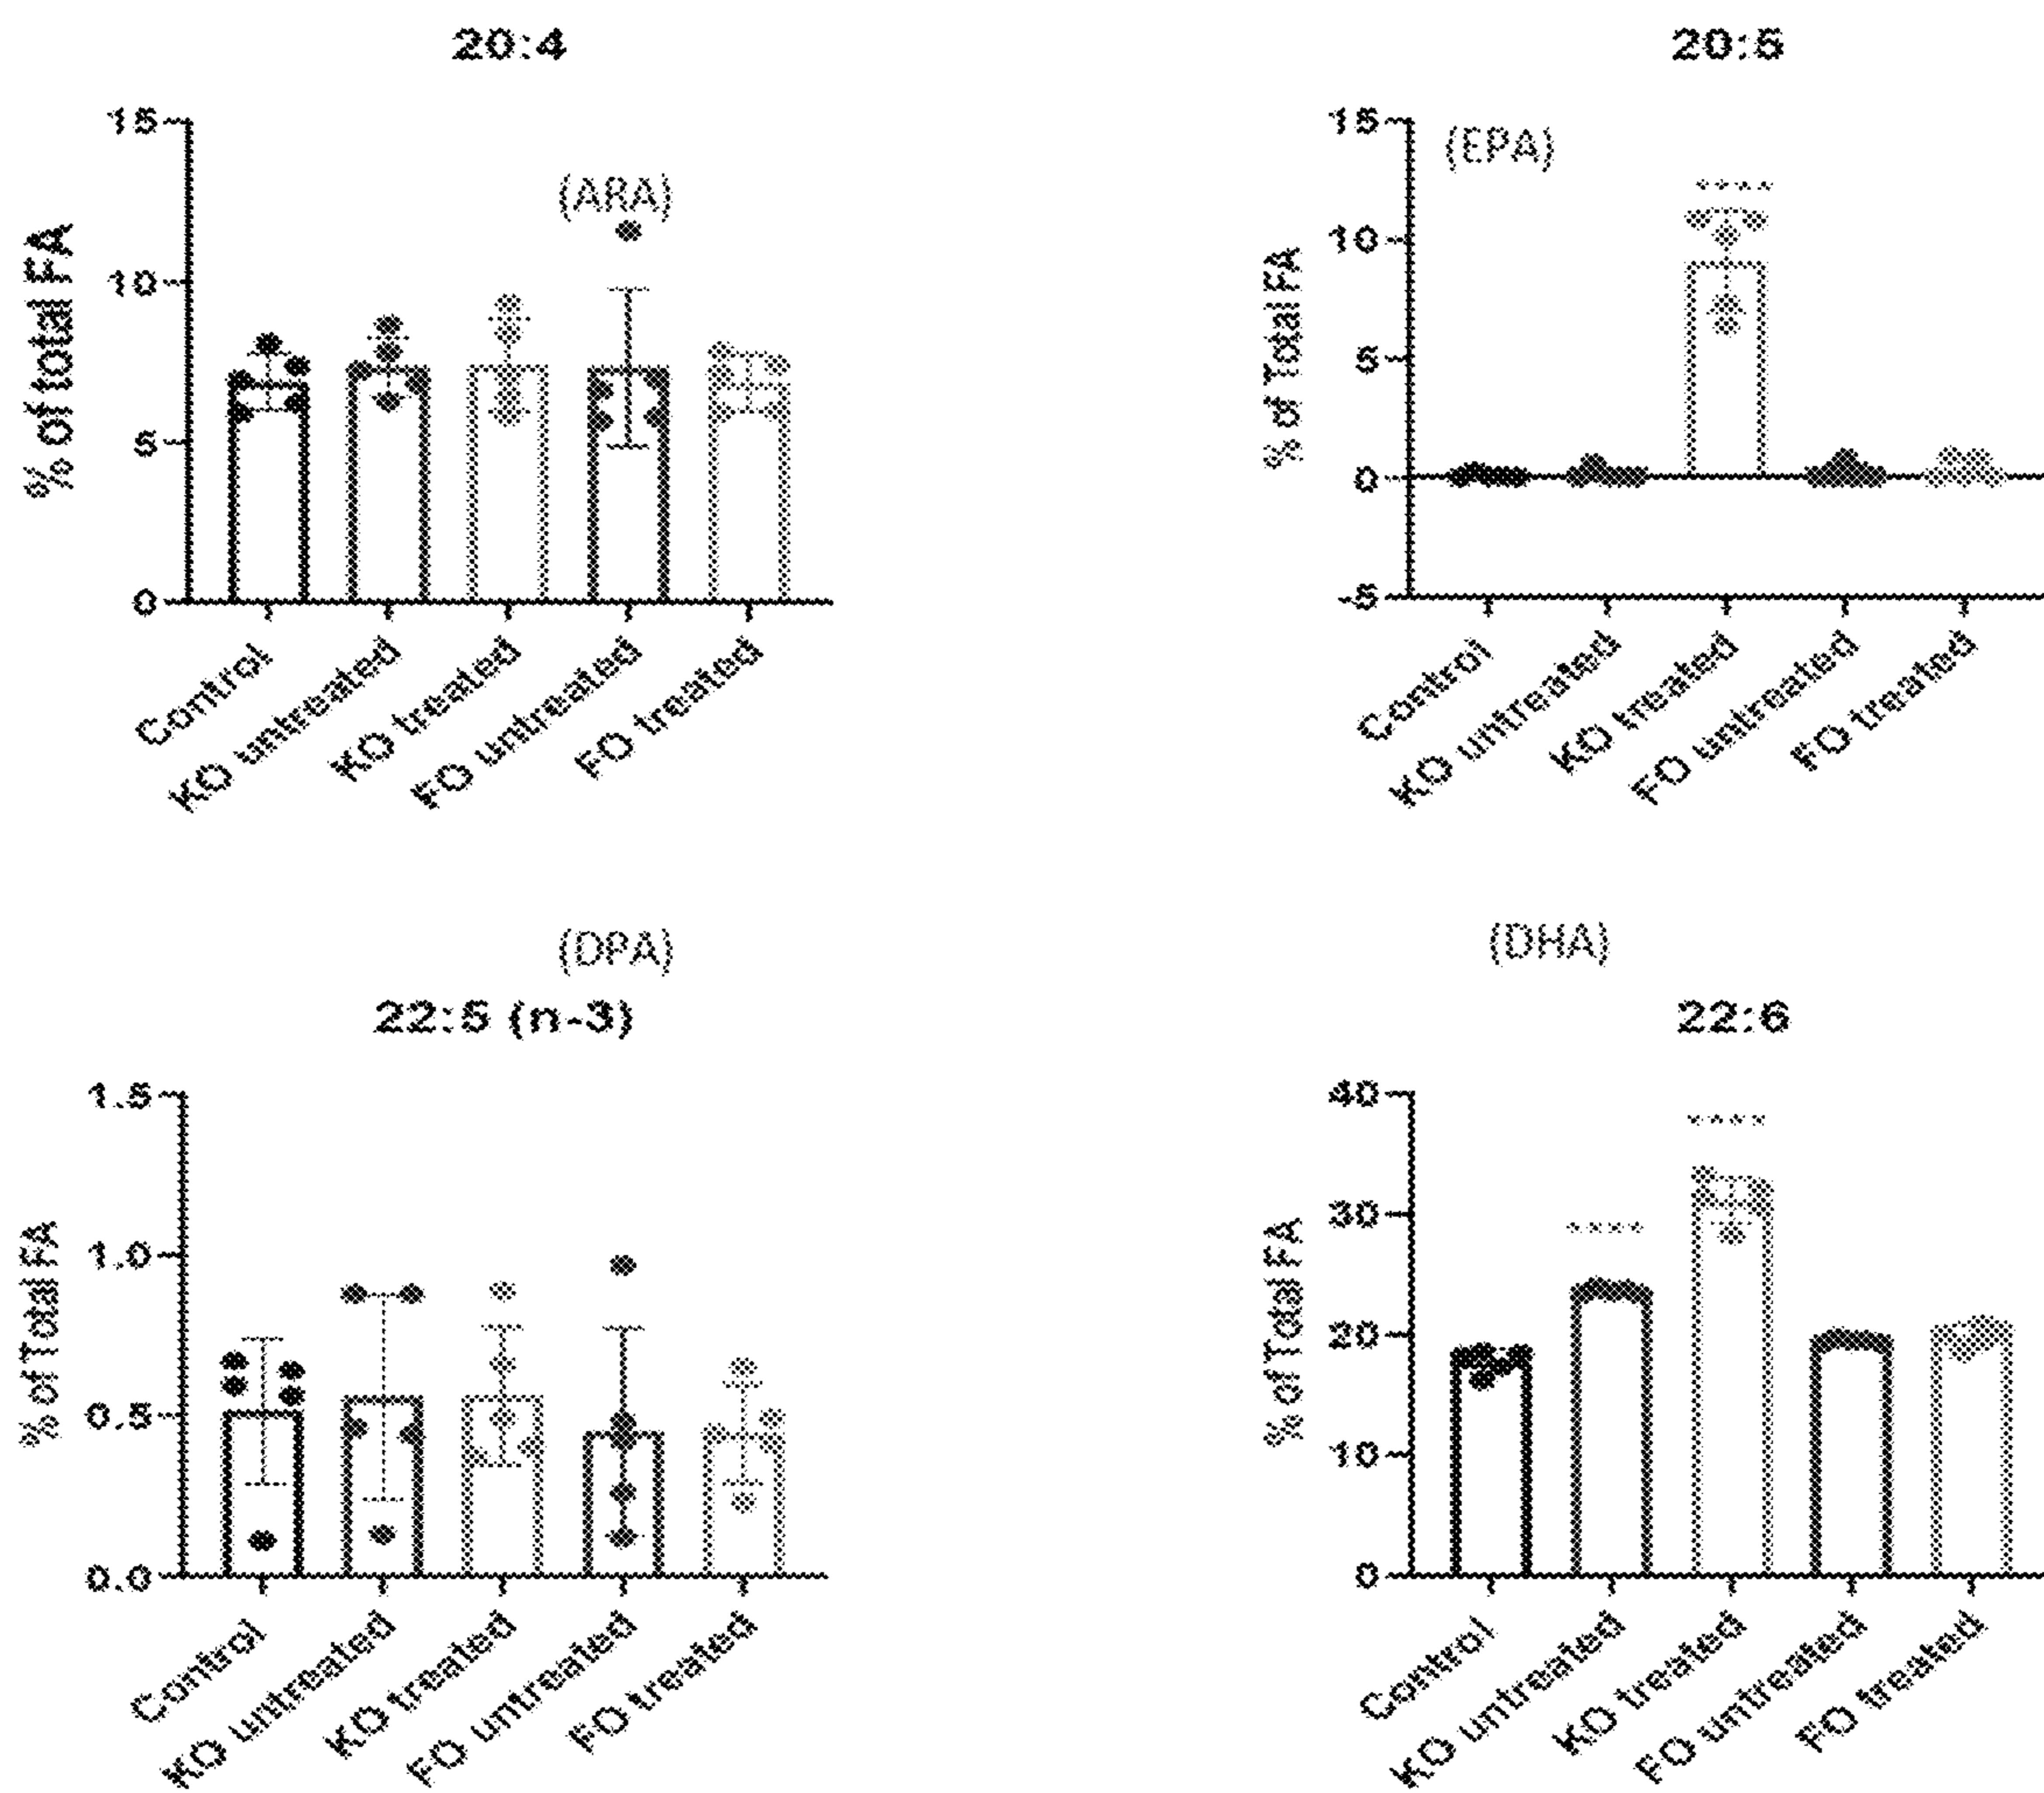 20:4
(ARA)
% of total FA
15
10
5
0
Control
KO untreated
KO treated
FO untreated
FO treated
20:5
(EPA)
% of Total FA
15
10
5
0
-5
Control
KO untreated
KO treated
FO untreated
FO treated
(DPA)
22:5 (n-3)
% of Total FA
1.5
1.0
0.5
0.0
Control
KO untreated
KO treated
FO untreated
FO treated
(DHA)
22:6
% of Total FA
40
30
20
10
0
Control
KO untreated
KO treated
FO untreated
FO treated